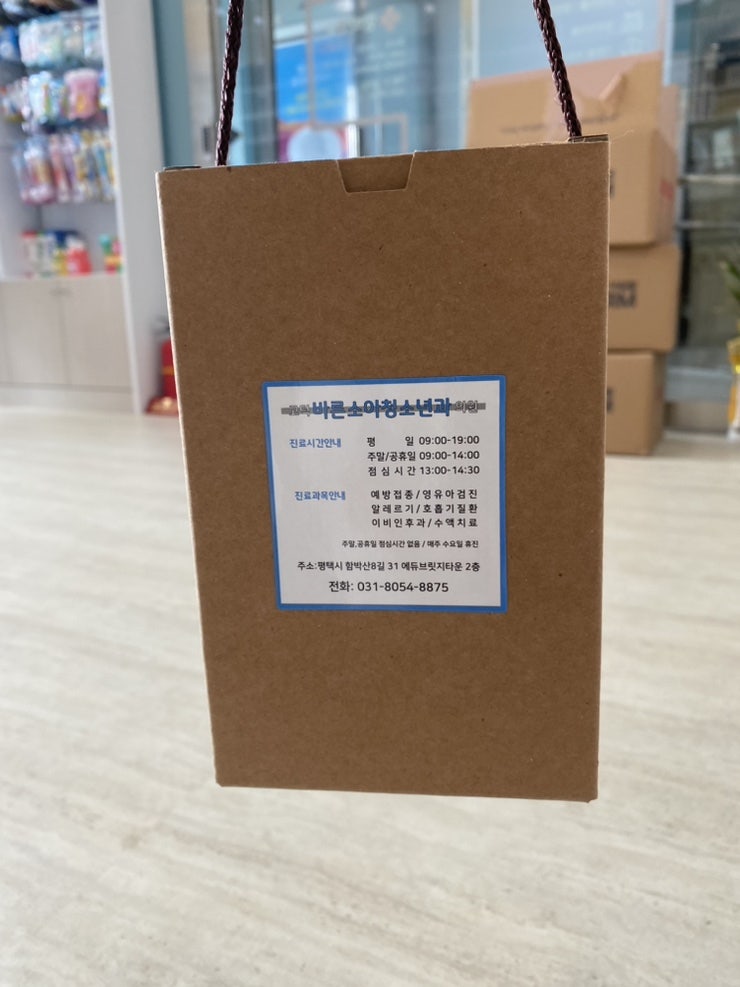 바른소아청소년과의원
진료시간안내 평 일 09:00-19:00
주말/공휴일 09:00-14:00
점 심 시 간 13:00-14:30
진료과목안내 예방접종/영유아검진
알레르기/호흡기질환
이비인후과/수액치료
주말,공휴일 점심시간 없음 / 매주 수요일 휴진
주소:평택시 함박산8길 31 에듀브릿지타운 2층
전화: 031-8054-8875